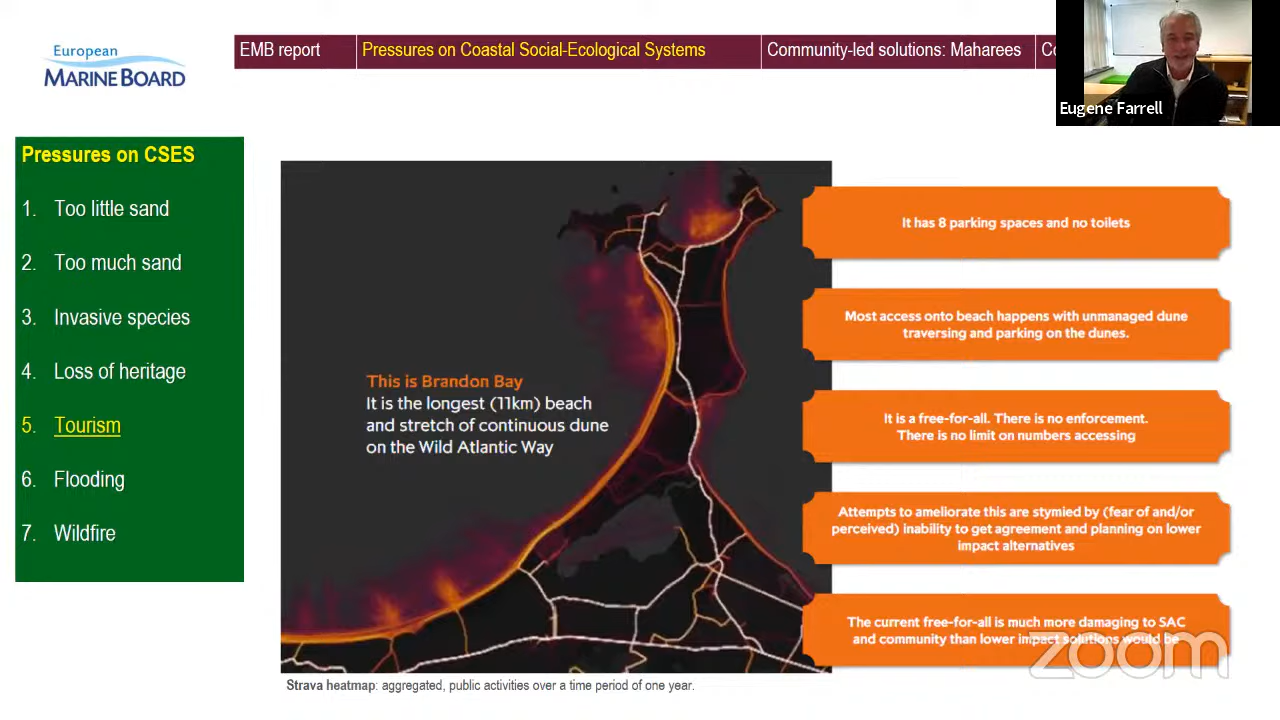 European
MARINE BOARD
EMB report
Pressures on Coastal Social-Ecological Systems
Community-led solutions: Maharees
Eugene Farrell
Pressures on CSES
1. Too little sand
2. Too much sand
3. Invasive species
4. Loss of heritage
5. Tourism
6. Flooding
7. Wildfire
This is Brandon Bay
It is the longest (11km) beach
and stretch of continuous dune
on the Wild Atlantic Way
It has 8 parking spaces and no toilets
Most access onto beach happens with unmanaged dune
traversing and parking on the dunes.
It is a free-for-all. There is no enforcement.
There is no limit on numbers accessing
Attempts to ameliorate this are stymied by (fear of and/or
perceived) inability to get agreement and planning on lower
impact alternatives
The current free-for-all is much more damaging to SAC
and community than lower impact solutions would be
zoom
Strava heatmap: aggregated, public activities over a time period of one year.